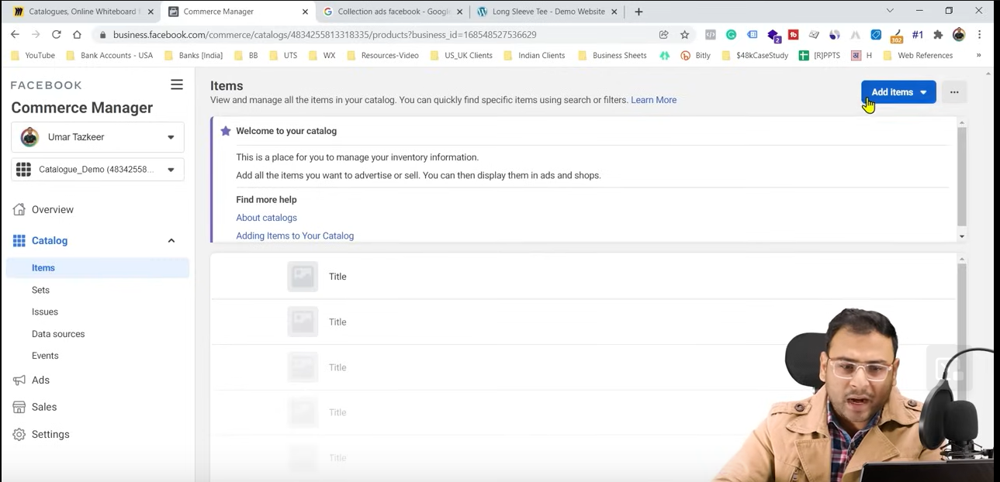 Catalogues, Online Whiteboard
Commerce Manager
Collection ads facebook - Google
Long Sleeve Tee - Demo Website
business.facebook.com/commerce/catalogs/4834255813318335/products?business_id=168548527536629
302
#1
YouTube
Bank Accounts - USA
Banks [India]
BB
UTS
WX
Resources-Video
US_UK Clients
Indian Clients
Business Sheets
Bitly
$48kCaseStudy
[R]PPTS
H
Web References
»
FACEBOOK
Commerce Manager
Umar Tazkeer
Catalogue_Demo (48342558...
Overview
Catalog
Items
Sets
Issues
Data sources
Events
Ads
Sales
Settings
Items
View and manage all the items in your catalog. You can quickly find specific items using search or filters. Learn More
Add items
Welcome to your catalog
This is a place for you to manage your inventory information.
Add all the items you want to advertise or sell. You can then display them in ads and shops.
Find more help
About catalogs
Adding Items to Your Catalog
Title
Title
Title
Title
Title